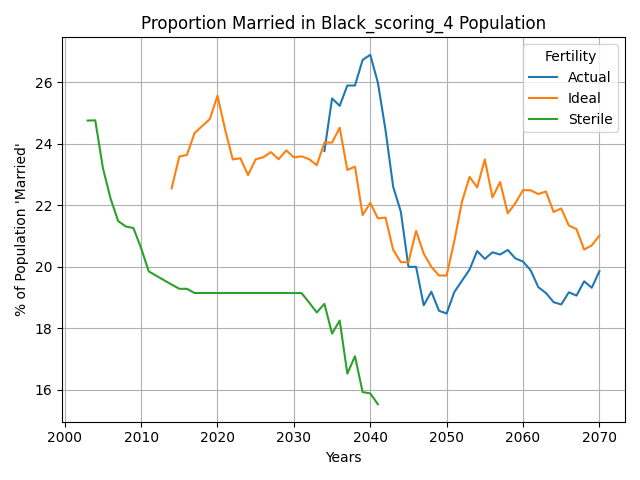 Proportion Married in Black_scoring_4 Population
Fertility
Actual
Ideal
Sterile
% of Population 'Married'
26
24
22
20
18
16
2000 2010 2020 2030 2040 2050 2060 2070
Years